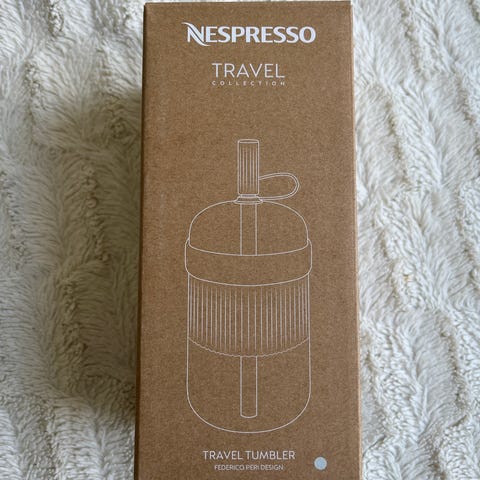 NESPRESSO
TRAVEL
COLLECTION
TRAVEL TUMBLER
FEDERICO PERI DESIGN